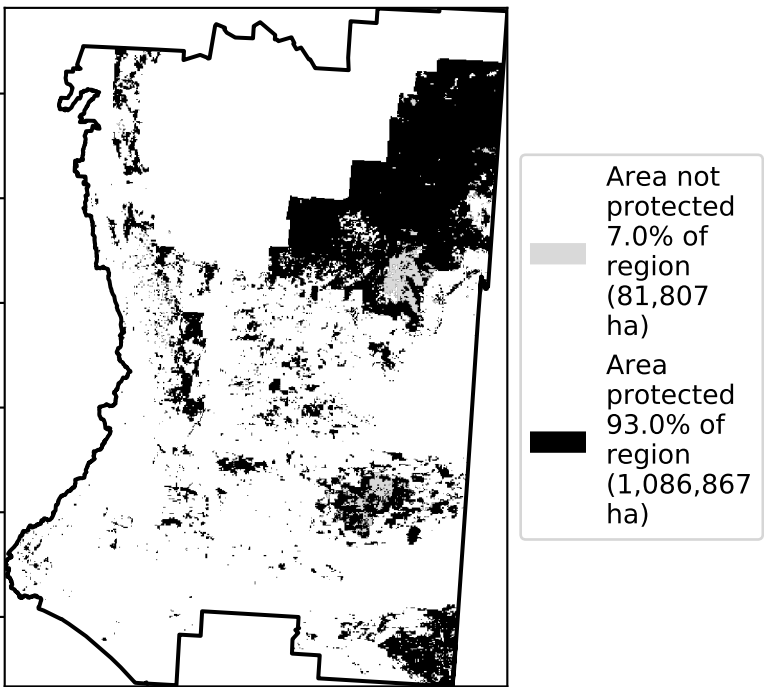 Area not
protected
7.0% of
region
(81,807
ha)
Area
protected
93.0% of
region
(1,086,867
ha)